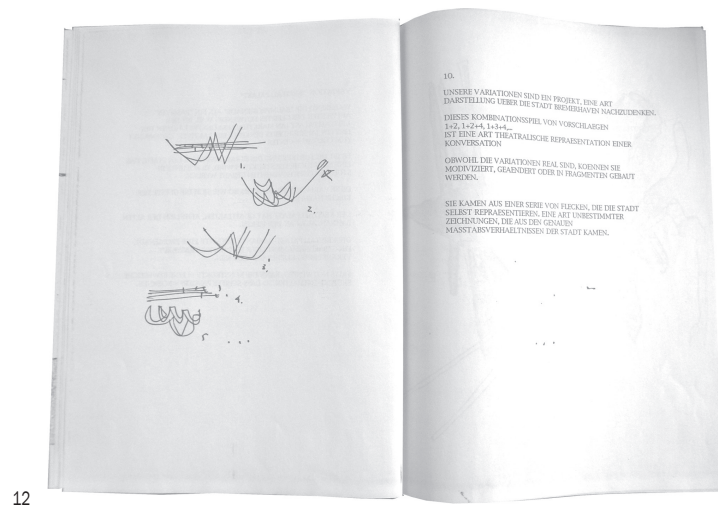 1.
2.
3.
4.
5
...
10.
UNSERE VARIATIONEN SIND EIN PROJEKT, EINE ART
DARSTELLUNG UEBER DIE STADT BREMERHAVEN NACHZUDENKEN.
DIESES KOMBINATIONSSPIEL VON VORSCHLAEGEN
1+2, 1+2+4, 1+3+4,...
IST EINE ART THEATRALISCHE REPRAESENTATION EINER
KONVERSATION
OBWOHL DIE VARIATIONEN REAL SIND, KOENNEN SIE
MODIVIZIERT, GEAENDERT ODER IN FRAGMENTEN GEBAUT
WERDEN.
SIE KAMEN AUS EINER SERIE VON FLECKEN, DIE DIE STADT
SELBST REPRAESENTIEREN. EINE ART UNBESTIMMTER
ZEICHNUNGEN, DIE AUS DEN GENAUEN
MASSTABSVERHAELTNISSEN DER STADT KAMEN.
...
12